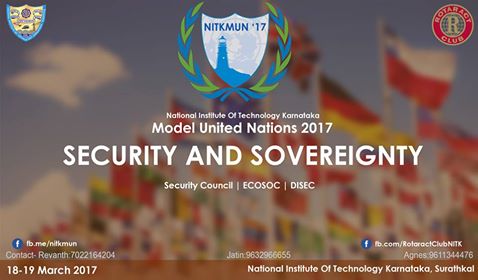 NITKMUN '17
ROTARACT
CLUB
National Institute Of Technology Karnataka
Model United Nations 2017
SECURITY AND SOVEREIGNTY
Security Council | ECOSOC | DISEC
fb.me/nitkmun
fb.com/RotaractClubNITK
Contact- Revanth:7022164204
Jatin:9632966655
Agnes:9611344476
18-19 March 2017
National Institute Of Technology Karnataka, Surathkal